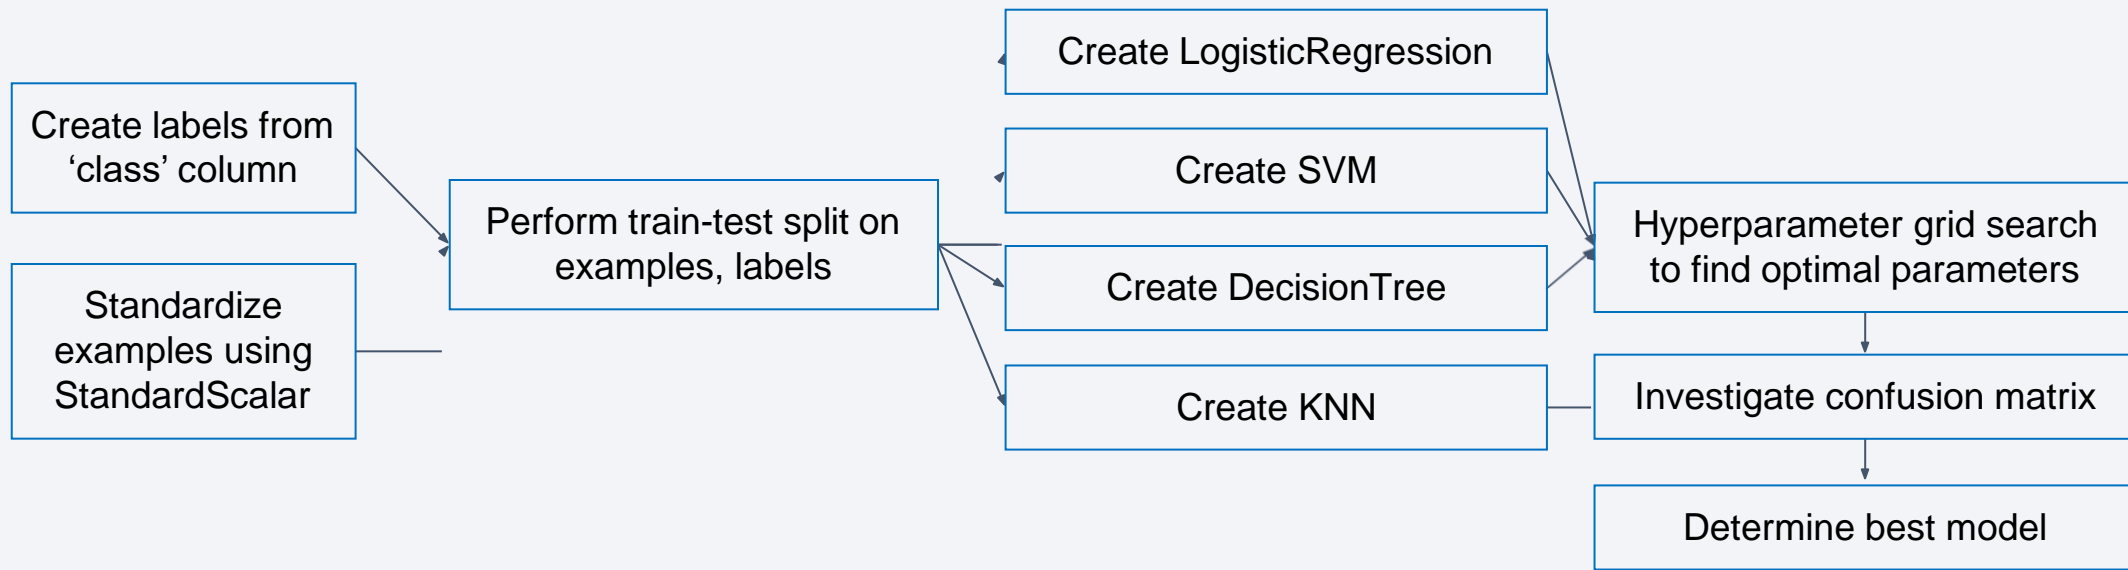 Create labels from
‘class’ column
Standardize
examples using
StandardScalar
Perform train-test split on
examples, labels
Create LogisticRegression
Create SVM
Create DecisionTree
Create KNN
Hyperparameter grid search
to find optimal parameters
Investigate confusion matrix
Determine best model